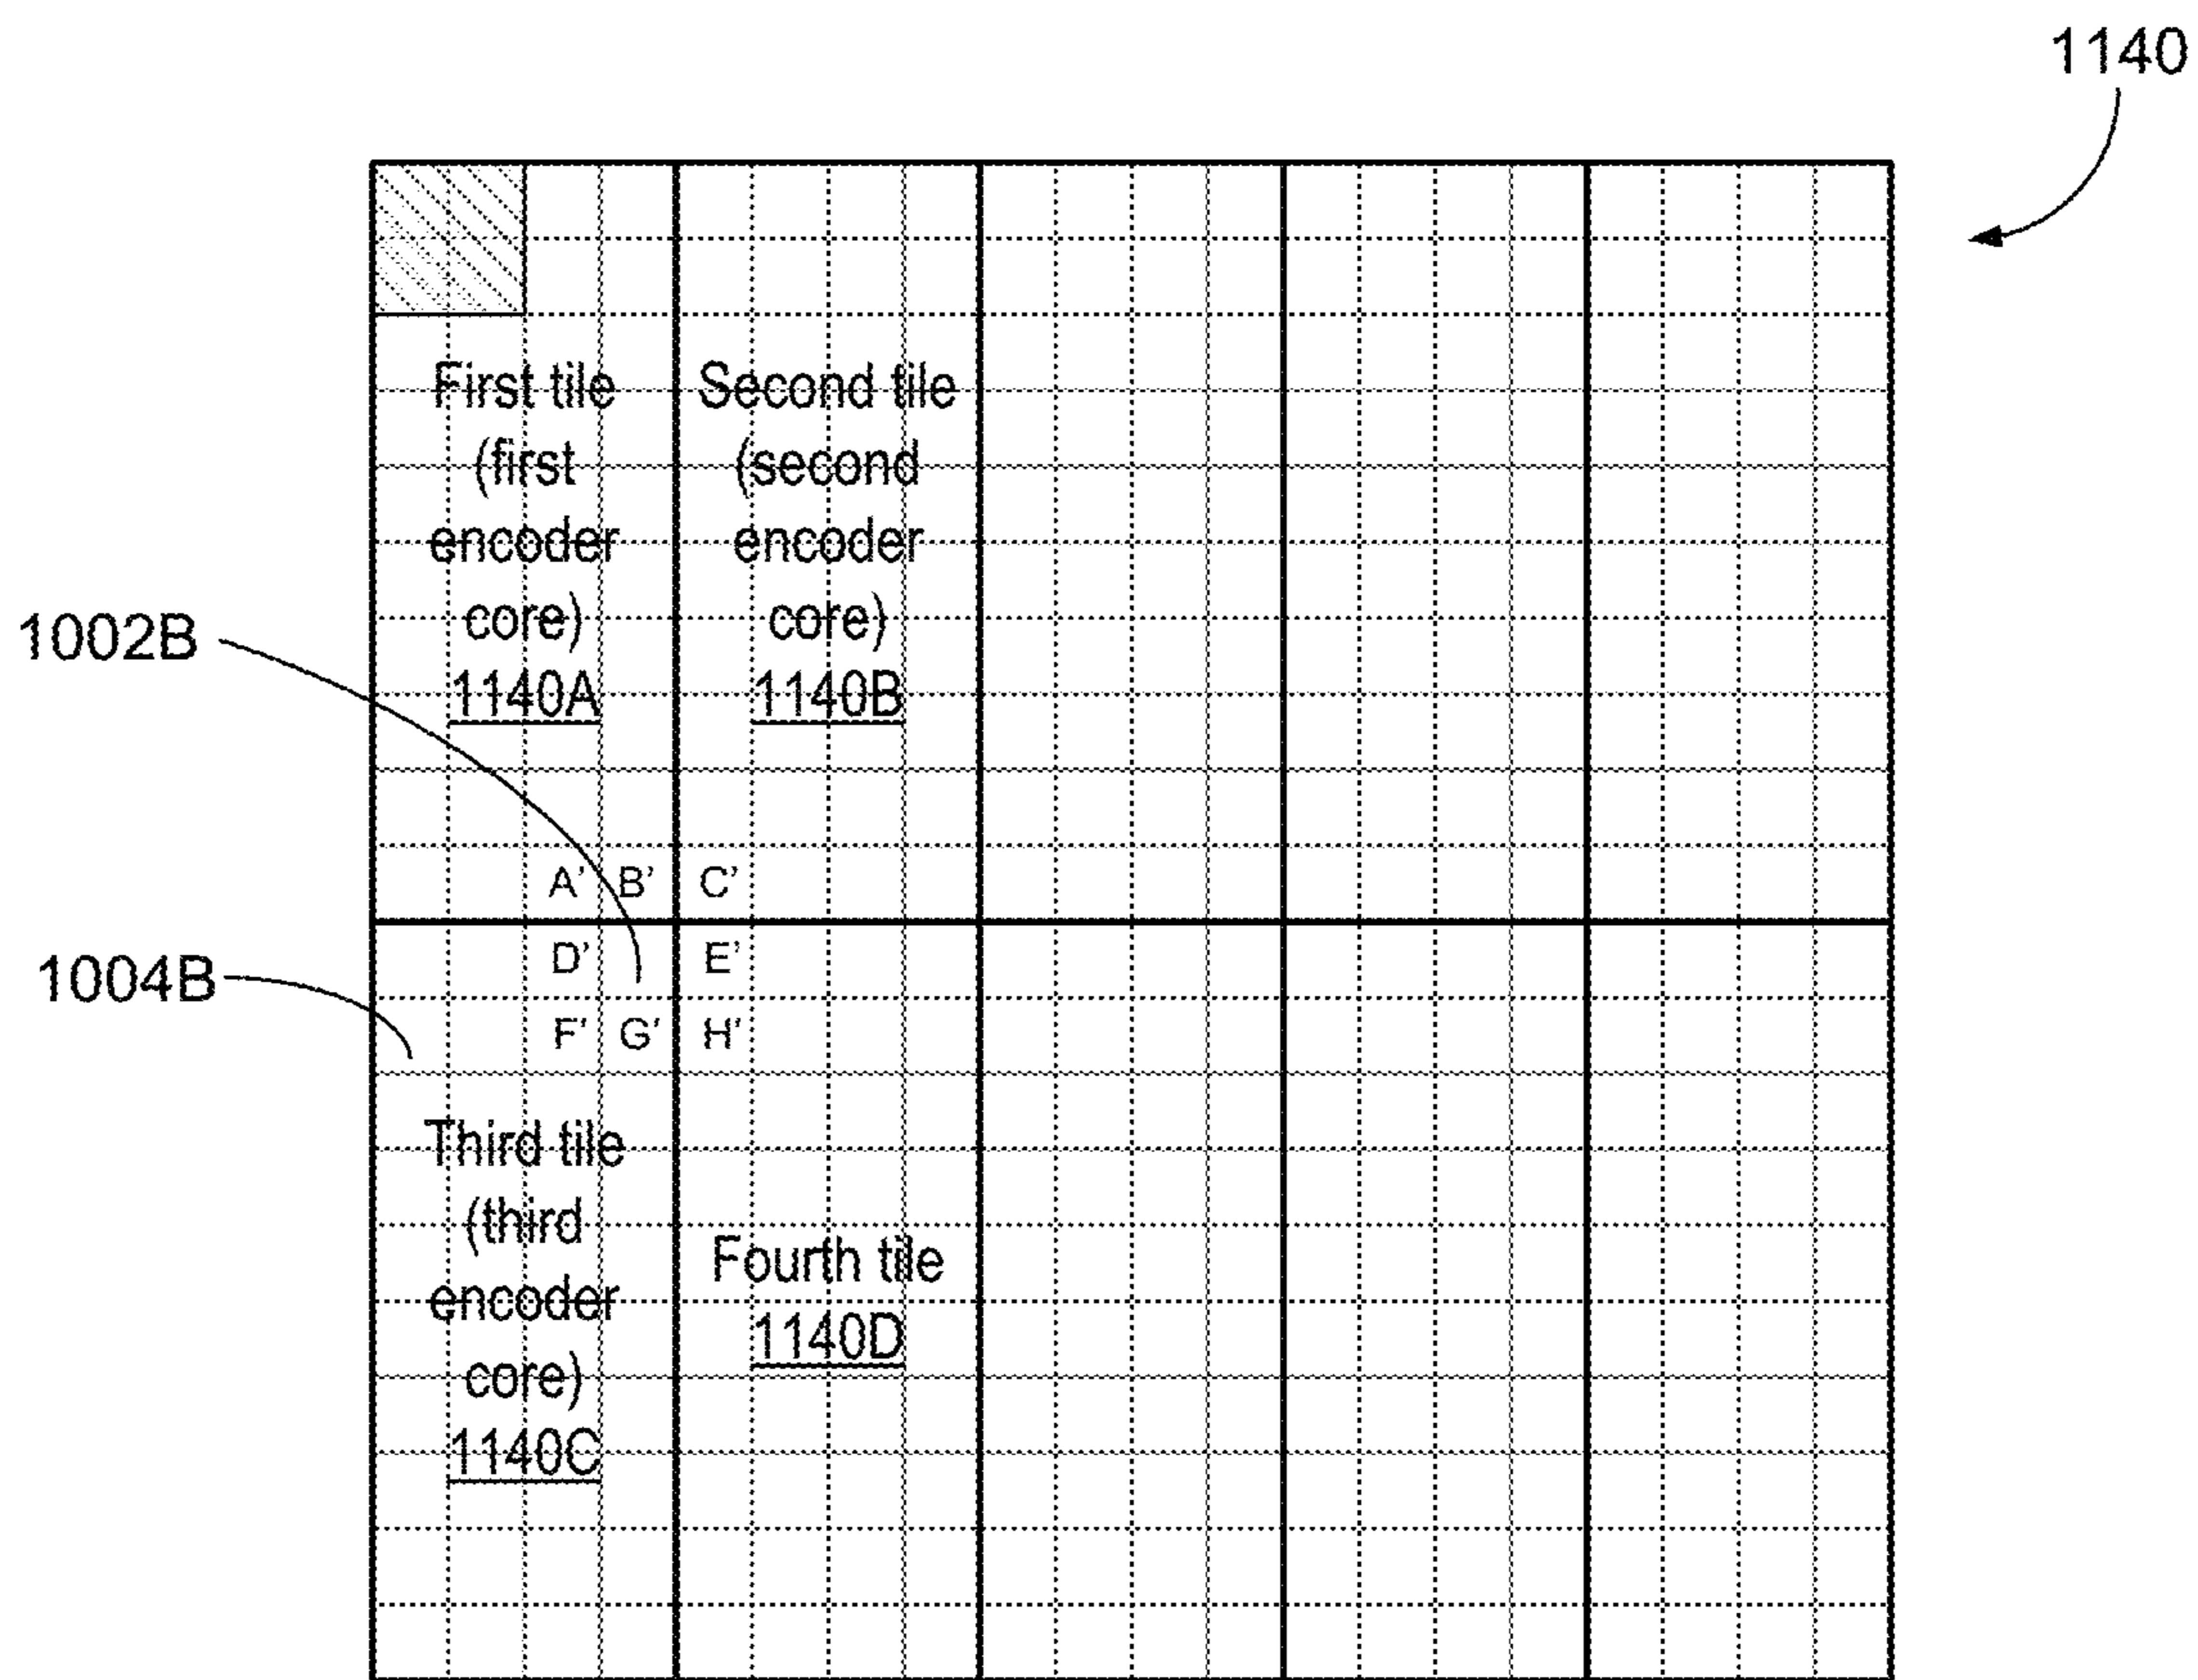 1140
First tile
(first
encoder
core)
1140A
Second tile
(second
encoder
core)
1140B
1002B
A' B' C'
D' E'
1004B
F' G' H'
Third tile
(third
encoder
core)
1140C
Fourth tile
1140D